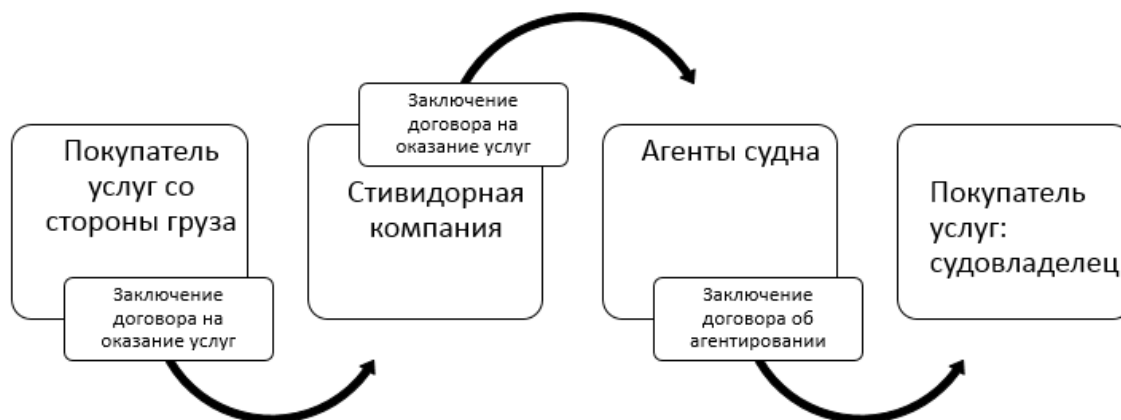 Покупатель
услуг со
стороны груза
Заключение
договора на
оказание услуг
Заключение
договора на
оказание услуг
Стивидорная
компания
Агенты судна
Заключение
договора об
агентировании
Покупатель
услуг:
судовладелец